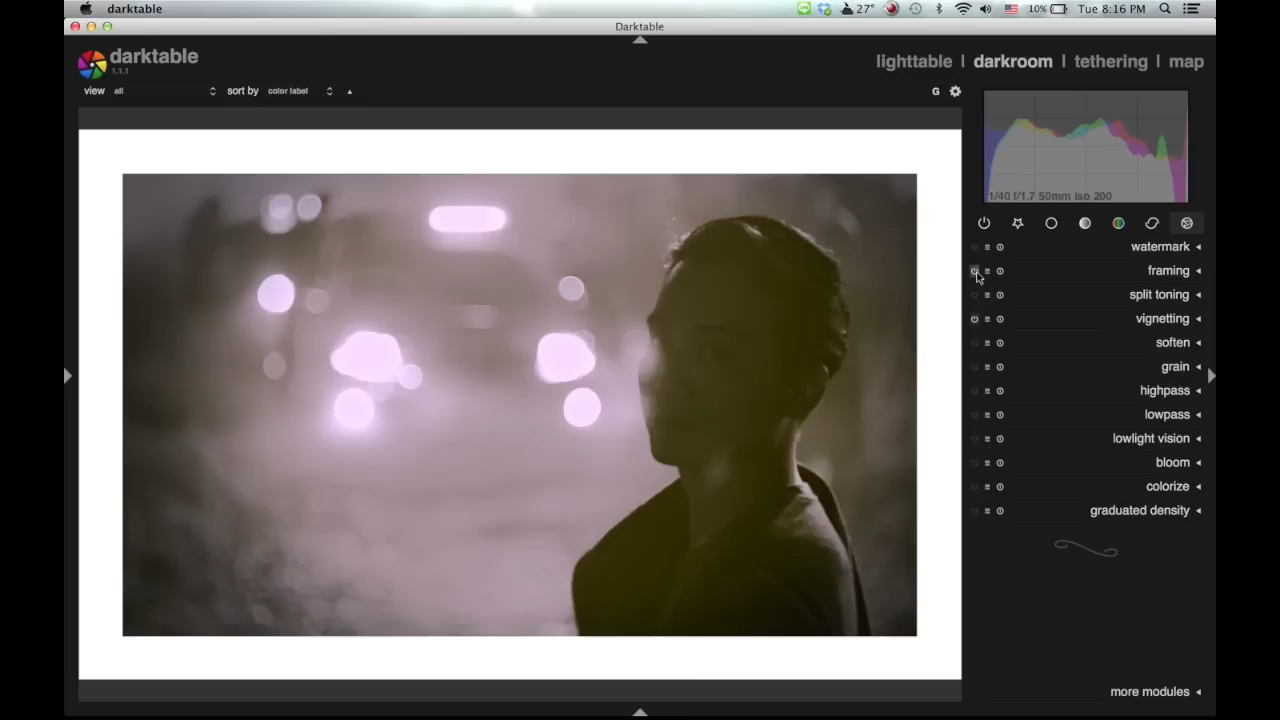 darktable
27°
10%
Tue 8:16 PM
Darktable
darktable
1.1.1
lighttable | darkroom | tethering | map
view all sort by color label
G
1/40 f/1.7 50mm iso 200
watermark
framing
split toning
vignetting
soften
grain
highpass
lowpass
lowlight vision
bloom
colorize
graduated density
more modules